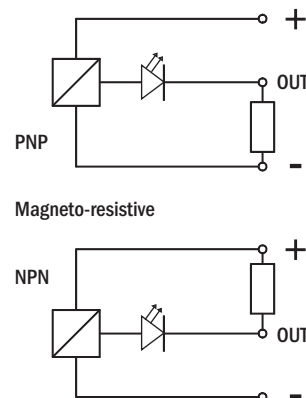 +
OUT
PNP
-
Magneto-resistive
+
NPN
OUT
-